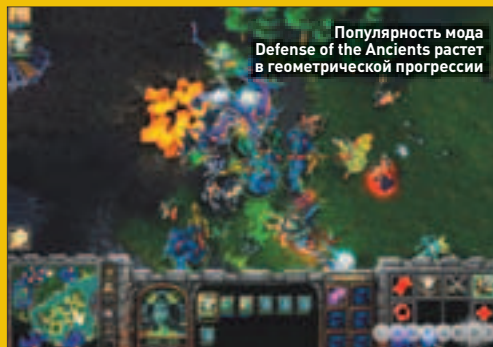 Популярность мода
Defense of the Ancients растет
в геометрической прогрессии